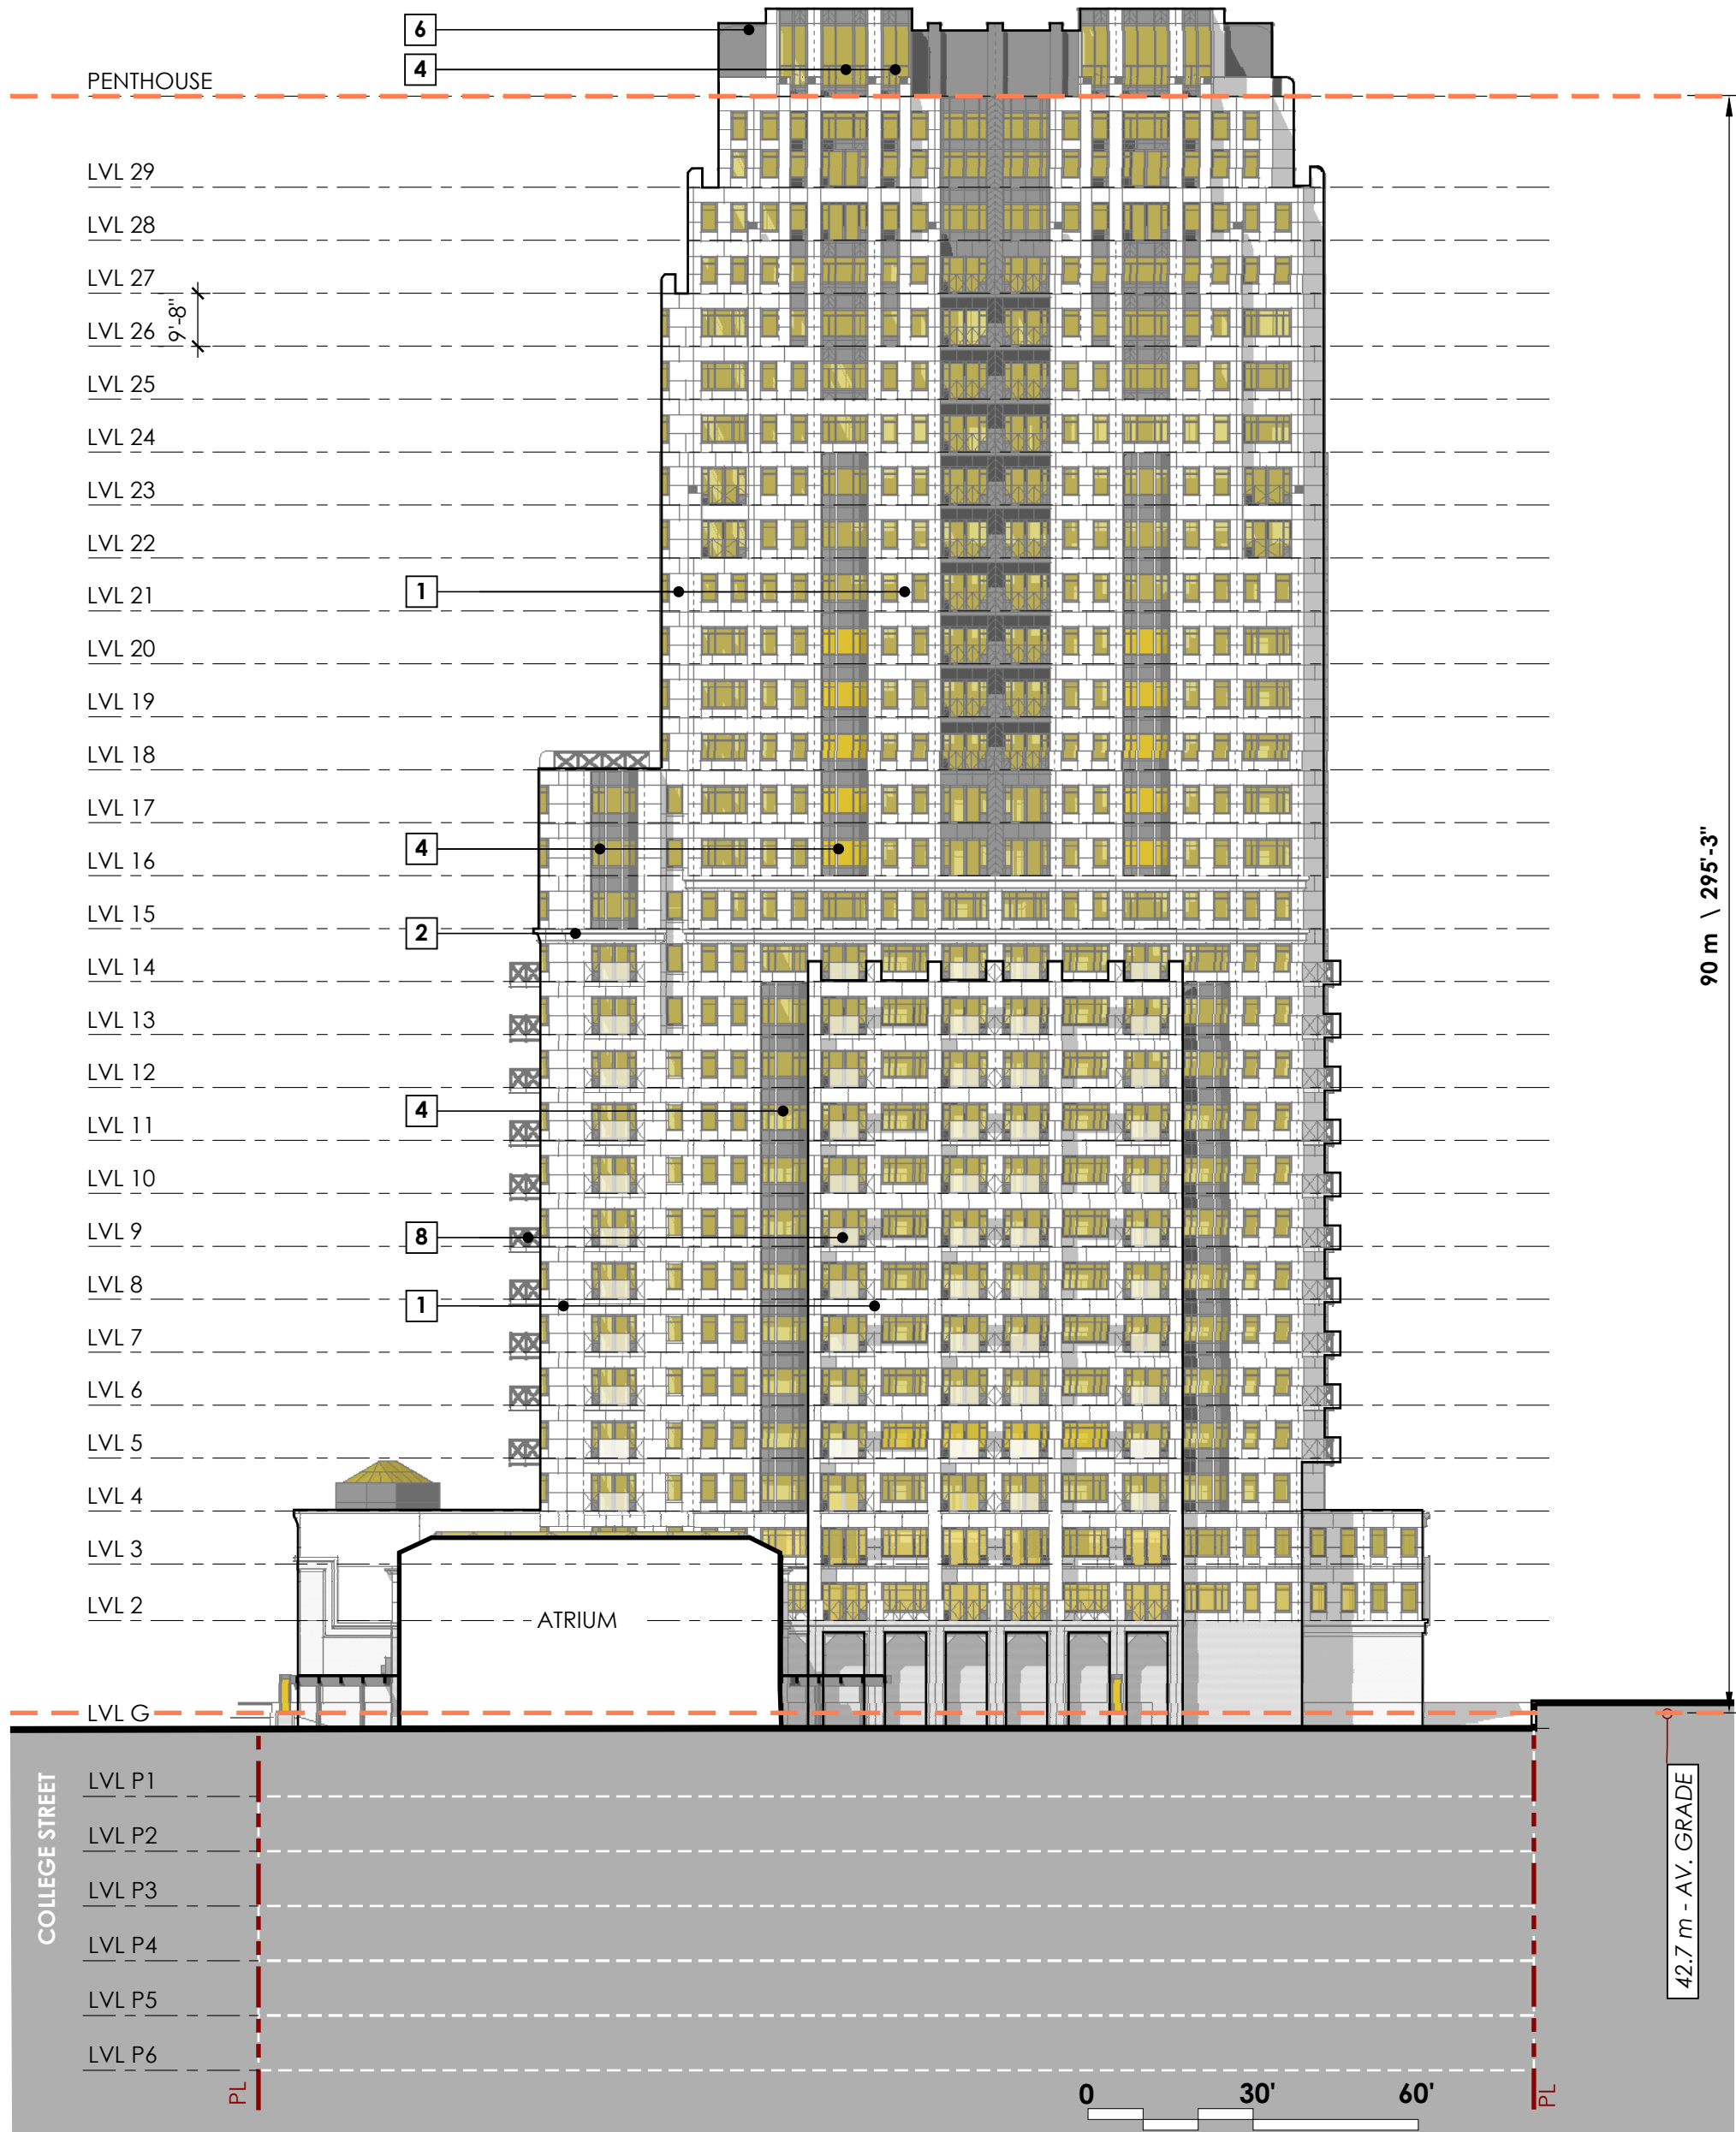 6
4
PENTHOUSE
LVL 29
LVL 28
LVL 27
9'-8"
LVL 26
LVL 25
LVL 24
LVL 23
LVL 22
1
LVL 21
LVL 20
LVL 19
LVL 18
LVL 17
4
LVL 16
90 m \ 295'-3"
LVL 15
2
LVL 14
LVL 13
LVL 12
4
LVL 11
LVL 10
8
LVL 9
LVL 8
1
LVL 7
LVL 6
LVL 5
LVL 4
LVL 3
LVL 2
ATRIUM
LVL G
COLLEGE STREET
LVL P1
LVL P2
LVL P3
LVL P4
LVL P5
LVL P6
42.7 m - AV. GRADE
PL
0 30' 60'
PL